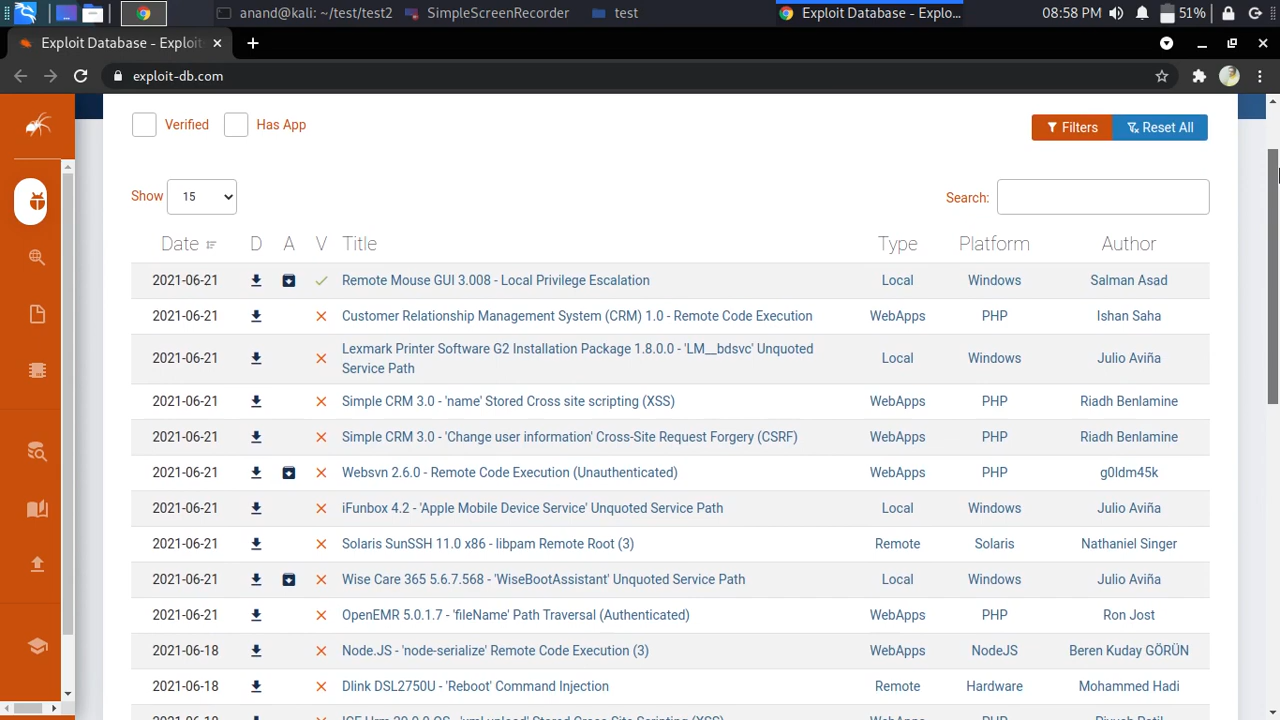 anand@kali: ~/test/test2 SimpleScreenRecorder test Exploit Database - Explo... 08:58 PM 51%
Exploit Database - Exploit
exploit-db.com
Verified Has App Filters Reset All
Show 15 Search:
Date D A V Title Type Platform Author
2021-06-21 Remote Mouse GUI 3.008 - Local Privilege Escalation Local Windows Salman Asad
2021-06-21 Customer Relationship Management System (CRM) 1.0 - Remote Code Execution WebApps PHP Ishan Saha
2021-06-21 Lexmark Printer Software G2 Installation Package 1.8.0.0 - 'LM__bdsvc' Unquoted Local Windows Julio Aviña
Service Path
2021-06-21 Simple CRM 3.0 - 'name' Stored Cross site scripting (XSS) WebApps PHP Riadh Benlamine
2021-06-21 Simple CRM 3.0 - 'Change user information' Cross-Site Request Forgery (CSRF) WebApps PHP Riadh Benlamine
2021-06-21 Websvn 2.6.0 - Remote Code Execution (Unauthenticated) WebApps PHP g0ldm45k
2021-06-21 iFunbox 4.2 - 'Apple Mobile Device Service' Unquoted Service Path Local Windows Julio Aviña
2021-06-21 Solaris SunSSH 11.0 x86 - libpam Remote Root (3) Remote Solaris Nathaniel Singer
2021-06-21 Wise Care 365 5.6.7.568 - 'WiseBootAssistant' Unquoted Service Path Local Windows Julio Aviña
2021-06-21 OpenEMR 5.0.1.7 - 'fileName' Path Traversal (Authenticated) WebApps PHP Ron Jost
2021-06-18 Node.JS - 'node-serialize' Remote Code Execution (3) WebApps NodeJS Beren Kuday GÖRÜN
2021-06-18 Dlink DSL2750U - 'Reboot' Command Injection Remote Hardware Mohammed Hadi